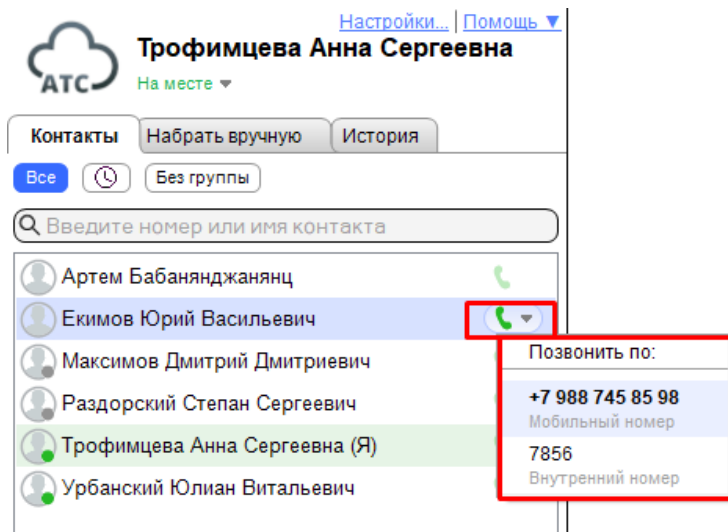 Настройки... Помощь ▼
Трофимцева Анна Сергеевна
АТС
На месте
Контакты Набрать вручную История
Все Без группы
Введите номер или имя контакта
Артем Бабанянджанянц
Екимов Юрий Васильевич
Максимов Дмитрий Дмитриевич
Раздорский Степан Сергеевич
Трофимцева Анна Сергеевна (Я)
Урбанский Юлиан Витальевич
Позвонить по:
+7 988 745 85 98
Мобильный номер
7856
Внутренний номер